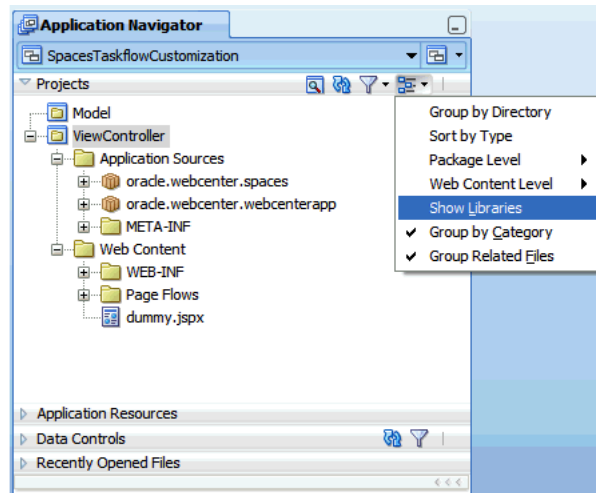 Application Navigator
SpacesTaskflowCustomization
Projects
Model
ViewController
Application Sources
oracle.webcenter.spaces
oracle.webcenter.webcenterapp
META-INF
Web Content
WEB-INF
Page Flows
dummy.jspx
Group by Directory
Sort by Type
Package Level
Web Content Level
Show Libraries
Group by Category
Group Related Files
Application Resources
Data Controls
Recently Opened Files